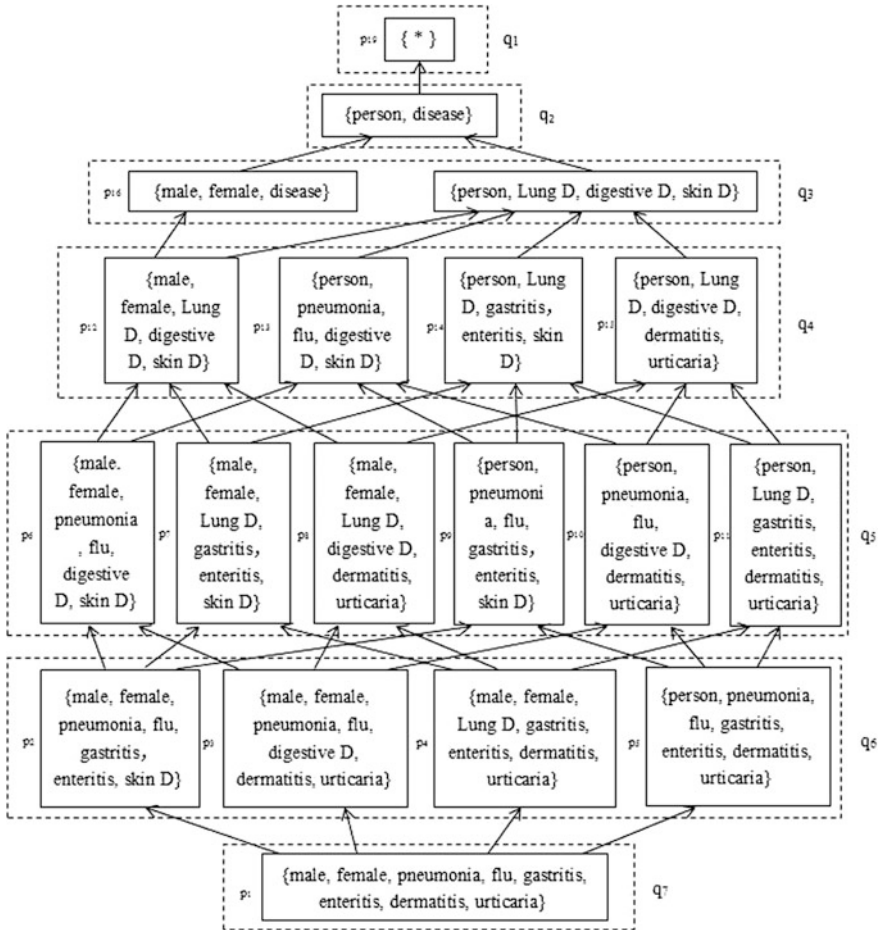 p19
{ * }
q1
{person, disease}
q2
p16
{male, female, disease}
{person, Lung D, digestive D, skin D}
q3
p12
{male,
female, Lung
D, digestive
D, skin D}
p13
{person,
pneumonia,
flu, digestive
D, skin D}
p14
{person, Lung
D, gastritis,
enteritis, skin
D}
p15
{person, Lung
D, digestive D,
dermatitis,
urticaria}
q4
p6
{male.
female,
pneumonia
, flu,
digestive
D, skin D}
p7
{male,
female,
Lung D,
gastritis,
enteritis,
skin D}
p8
{male,
female,
Lung D,
digestive D,
dermatitis,
urticaria}
p9
{person,
pneumoni
a, flu,
gastritis,
enteritis,
skin D}
p10
{person,
pneumonia,
flu,
digestive D,
dermatitis,
urticaria}
p11
{person,
Lung D,
gastritis,
enteritis,
dermatitis,
urticaria}
q5
p2
{male, female,
pneumonia, flu,
gastritis,
enteritis, skin D}
p3
{male, female,
pneumonia, flu,
digestive D,
dermatitis, urticaria}
p4
{male, female,
Lung D, gastritis,
enteritis, dermatitis,
urticaria}
p5
{person, pneumonia,
flu, gastritis,
enteritis, dermatitis,
urticaria}
q6
p1
{male, female, pneumonia, flu, gastritis,
enteritis, dermatitis, urticaria}
q7